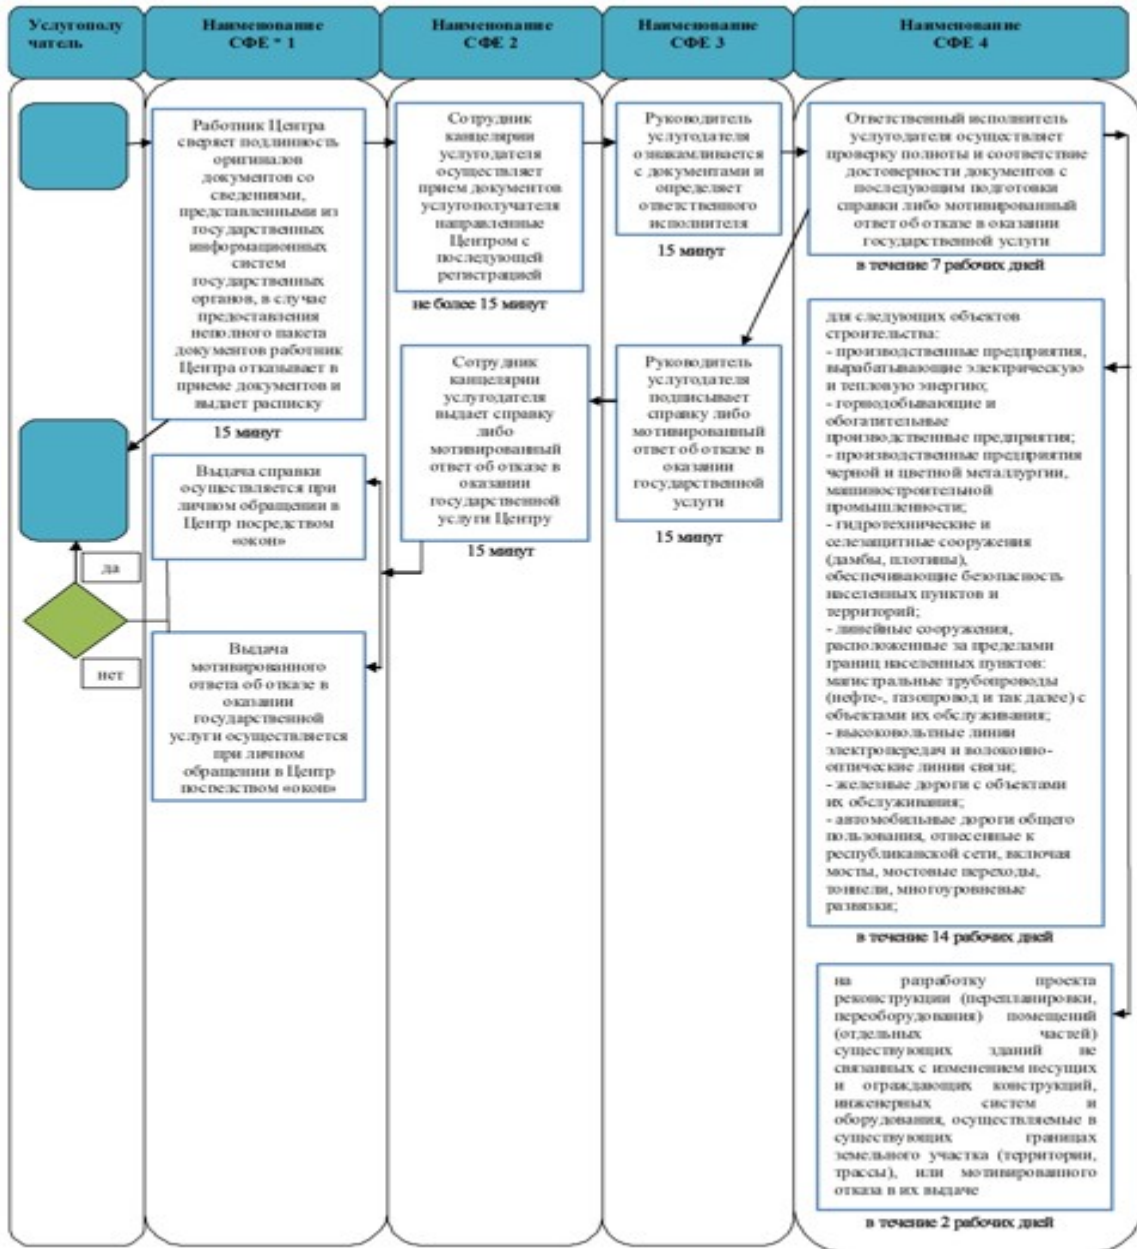 Услугополу
чатель
Наименование
СФЕ * 1
Наименование
СФЕ 2
Наименование
СФЕ 3
Наименование
СФЕ 4
Работник Центра
сверяет подлинность
оригиналов
документов со
сведениями,
представленными из
государственных
информационных
систем
государственных
органов, в случае
предоставления
неполного пакета
документов работник
Центра отказывает в
приеме документов и
выдает расписку
15 минут
Выдача справки
осуществляется при
личном обращении в
Центр посредством
«окон»
Выдача
мотивированного
ответа об отказе в
оказании
государственной
услуги осуществляется
при личном
обращении в Центр
посредством «окон»
да
нет
Сотрудник
канцелярии
услугодателя
осуществляет
прием документов
услугополучателя
направленные
Центром с
последующей
регистрацией
не более 15 минут
Сотрудник
канцелярии
услугодателя
выдает справку
либо
мотивированный
ответ об отказе в
оказании
государственной
услуги Центру
15 минут
Руководитель
услугодателя
ознакамливается
с документами и
определяет
ответственного
исполнителя
15 минут
Руководитель
услугодателя
подписывает
справку либо
мотивированный
ответ об отказе в
оказании
государственной
услуги
15 минут
Ответственный исполнитель
услугодателя осуществляет
проверку полноты и соответствие
достоверности документов с
последующим подготовки
справки либо мотивированный
ответ об отказе в оказании
государственной услуги
в течение 7 рабочих дней
для следующих объектов
строительства:
- производственные предприятия,
вырабатывающие электрическую
и тепловую энергию;
- горнодобывающие и
обогатительные
производственные предприятия;
- производственные предприятия
черной и цветной металлургии,
машиностроительной
промышленности;
- гидротехнические и
селезащитные сооружения
(дамбы, плотины),
обеспечивающие безопасность
населенных пунктов и
территорий;
- линейные сооружения,
расположенные за пределами
границ населенных пунктов:
магистральные трубопроводы
(нефте-, газопровод и так далее) с
объектами их обслуживания;
- высоковольтные линии
электропередач и волоконно-
оптические линии связи;
- железные дороги с объектами
их обслуживания;
- автомобильные дороги общего
пользования, отнесенные к
республиканской сети, включая
мосты, мостовые переходы,
тоннели, многоуровневые
развязки;
в течение 14 рабочих дней
на разработку проекта
реконструкции (перепланировки,
переоборудования) помещений
(отдельных частей)
существующих зданий не
связанных с изменением несущих
и ограждающих конструкций,
инженерных систем и
оборудования, осуществляемые в
существующих границах
земельного участка (территории,
трассы), или мотивированного
отказа в их выдаче
в течение 2 рабочих дней